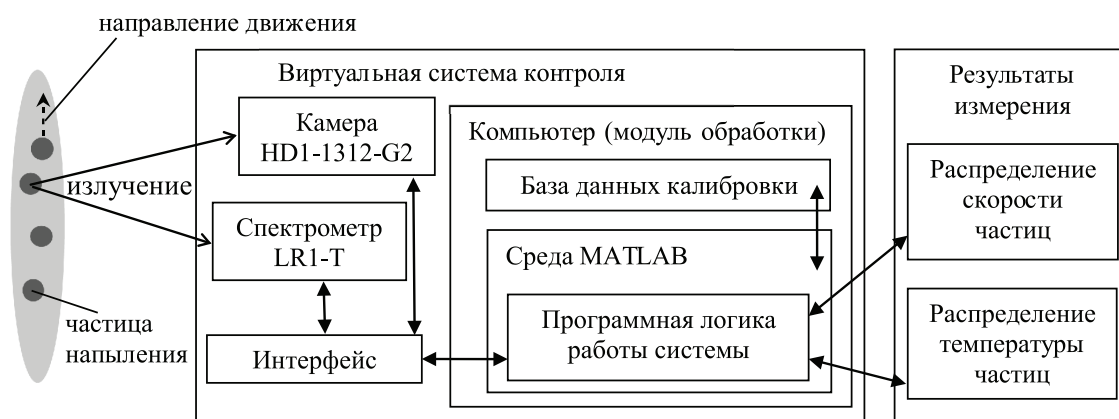 направление движения
Виртуальная система контроля
Результаты
измерения
Камера
HD1-1312-G2
Компьютер (модуль обработки)
База данных калибровки
излучение
Спектрометр
LR1-T
Среда MATLAB
Распределение
скорости
частиц
Программная логика
работы системы
частица
напыления
Интерфейс
Распределение
температуры
частиц